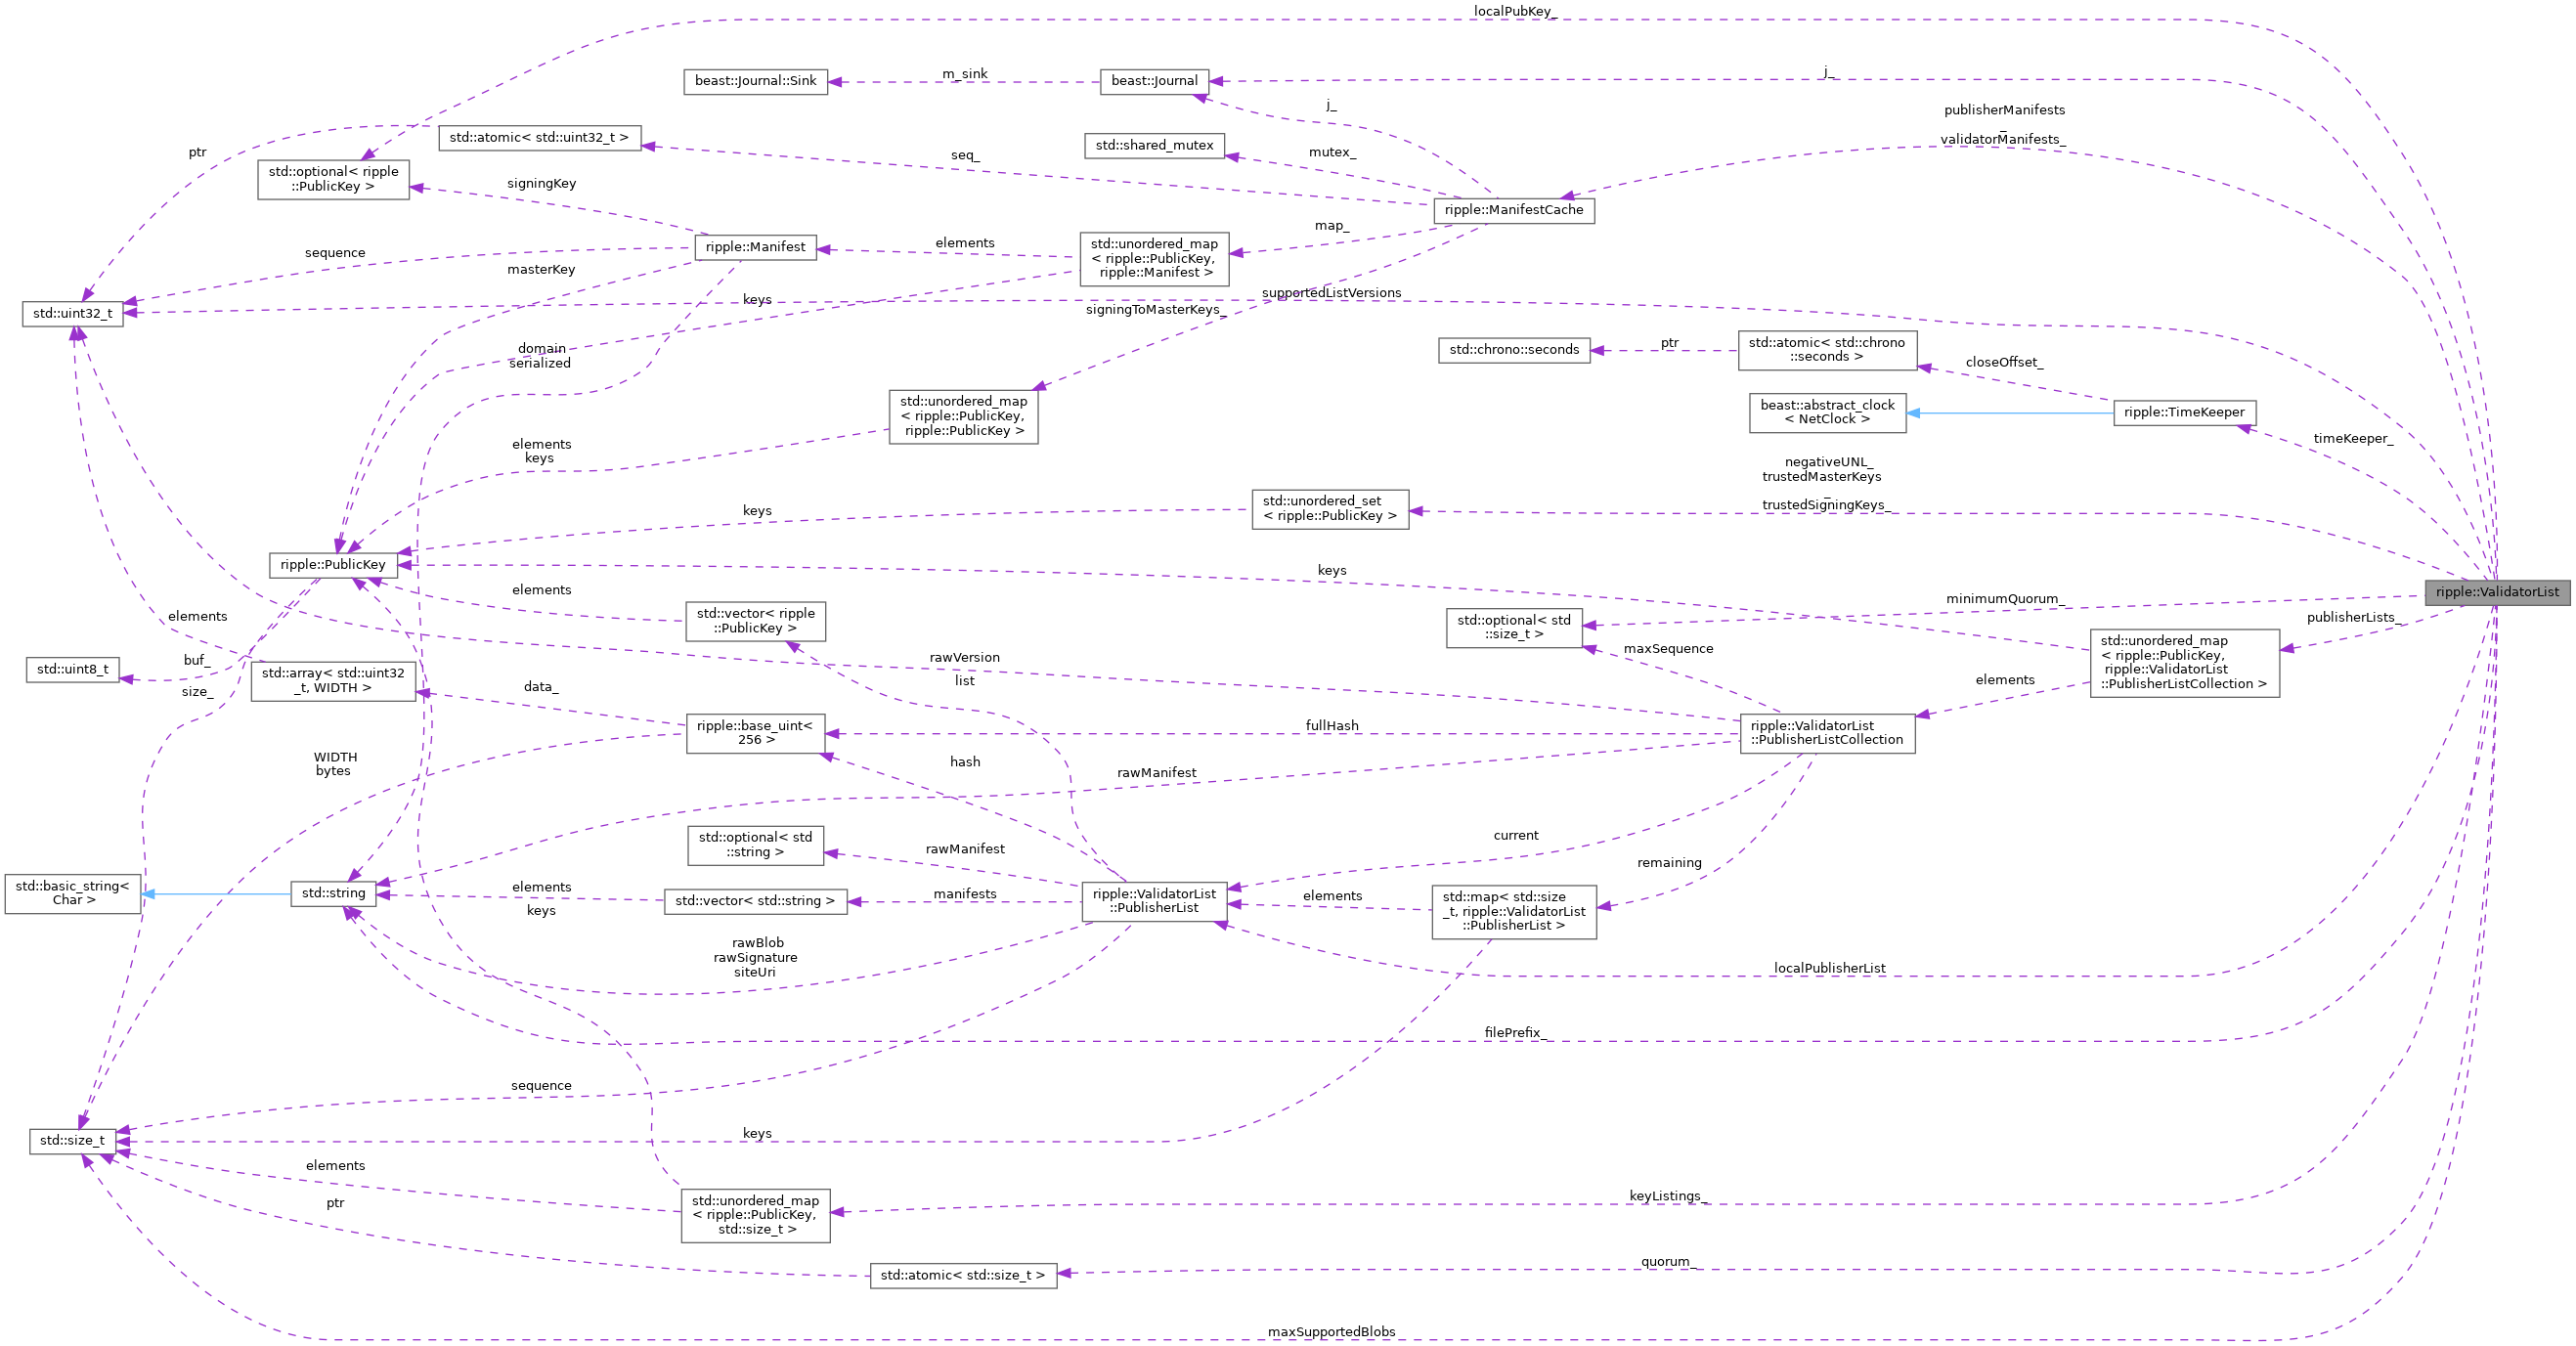 localPubKey_
beast::Journal::Sink
m_sink
beast::Journal
j_
j_
publisherManifests
_
validatorManifests_
std::atomic< std::uint32_t >
std::shared_mutex
mutex_
ptr
seq_
std::optional< ripple
::PublicKey >
signingKey
ripple::ManifestCache
map_
ripple::Manifest
elements
std::unordered_map
< ripple::PublicKey,
ripple::Manifest >
sequence
masterKey
keys
supportedListVersions
std::uint32_t
signingToMasterKeys_
domain
serialized
std::chrono::seconds
ptr
std::atomic< std::chrono
::seconds >
closeOffset_
std::unordered_map
< ripple::PublicKey,
ripple::PublicKey >
beast::abstract_clock
< NetClock >
ripple::TimeKeeper
timeKeeper_
elements
keys
negativeUNL_
trustedMasterKeys
_
trustedSigningKeys_
keys
std::unordered_set
< ripple::PublicKey >
ripple::PublicKey
keys
ripple::ValidatorList
elements
minimumQuorum_
elements
std::vector< ripple
::PublicKey >
std::optional< std
::size_t >
publisherLists_
std::unordered_map
< ripple::PublicKey,
ripple::ValidatorList
::PublisherListCollection >
maxSequence
rawVersion
list
buf_
std::uint8_t
std::array< std::uint32
_t, WIDTH >
size_
data_
elements
ripple::base_uint<
256 >
fullHash
ripple::ValidatorList
::PublisherListCollection
WIDTH
bytes
hash
rawManifest
current
std::optional< std
::string >
rawManifest
remaining
std::basic_string<
Char >
std::string
elements
keys
std::vector< std::string >
manifests
ripple::ValidatorList
::PublisherList
elements
std::map< std::size
_t, ripple::ValidatorList
::PublisherList >
rawBlob
rawSignature
siteUri
localPublisherList
filePrefix_
sequence
std::size_t
keys
elements
ptr
std::unordered_map
< ripple::PublicKey,
std::size_t >
keyListings_
std::atomic< std::size_t >
quorum_
maxSupportedBlobs